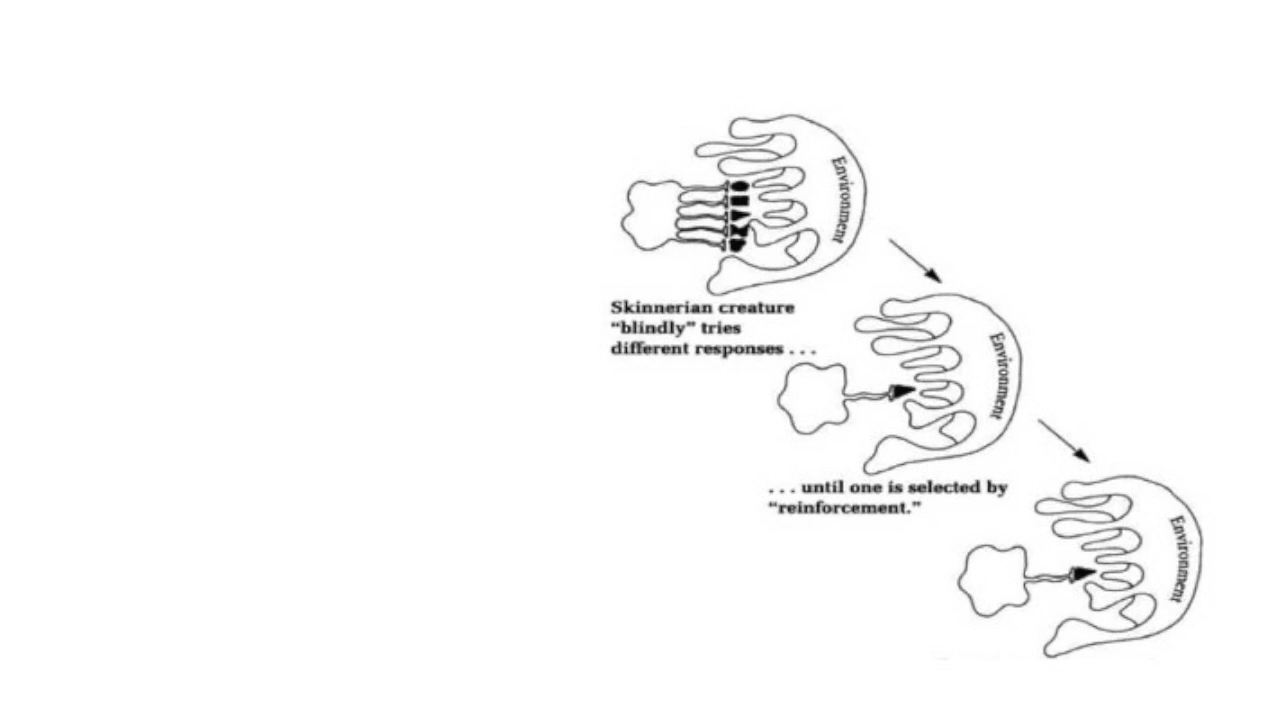 Environment
Skinnerian creature
“blindly” tries
different responses . . .
Environment
. . . until one is selected by
“reinforcement.”
Environment